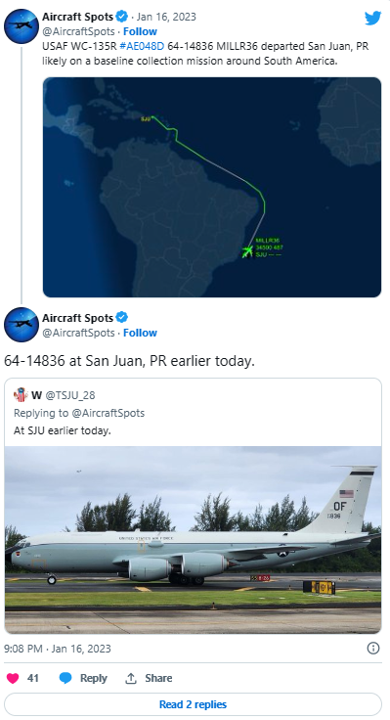 Aircraft Spots · Jan 16, 2023
@AircraftSpots · Follow
USAF WC-135R #AE048D 64-14836 MILLR36 departed San Juan, PR
likely on a baseline collection mission around South America.
SJU
MILLR36
34590 487
SJU — —
Aircraft Spots
@AircraftSpots · Follow
64-14836 at San Juan, PR earlier today.
W @TSJU_28
Replying to @AircraftSpots
At SJU earlier today.
OF
UNITED STATES AIR FORCE
9:08 PM · Jan 16, 2023
41 Reply Share
Read 2 replies